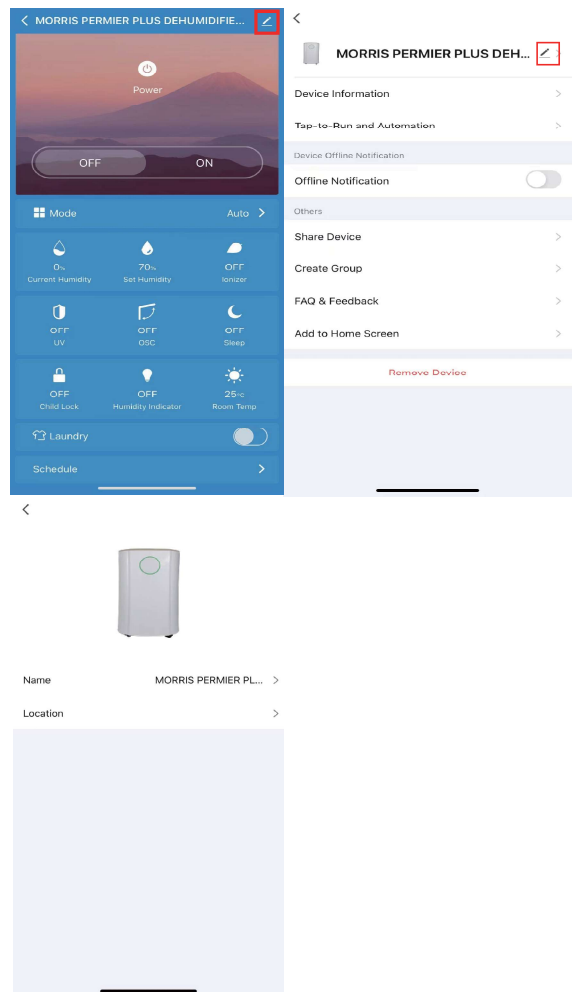 MORRIS PERMIER PLUS DEHUMIDIFIE...
Power
OFF ON
Mode Auto
0% 70% OFF
Current Humidity Set Humidity Ionizer
OFF OFF OFF
UV OSC Sleep
OFF OFF 25°C
Child Lock Humidity Indicator Room Temp
Laundry
Schedule
MORRIS PERMIER PLUS DEH...
Device Information
Tap-to-Run and Automation
Device Offline Notification
Offline Notification
Others
Share Device
Create Group
FAQ & Feedback
Add to Home Screen
Remove Device
Name MORRIS PERMIER PL...
Location